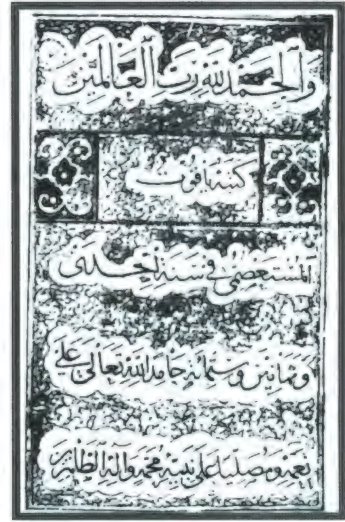 والحمد لله رب العالمين
كتبه ياقوت
المستعصمي في سنة احدى
وثمانين وستمائة حامدا لله تعالى على
نعمه ومصليا على نبيه محمد وآله الطاهرين